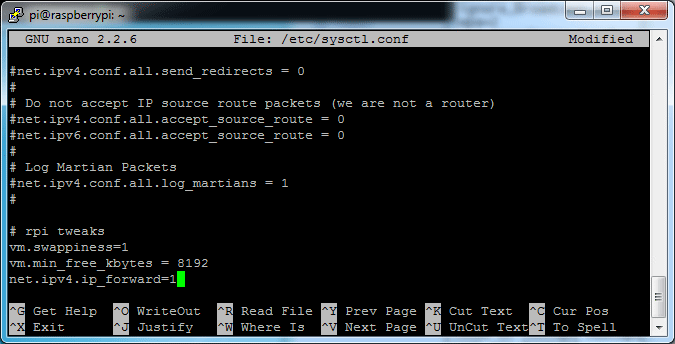 pi@raspberrypi: ~
GNU nano 2.2.6 File: /etc/sysctl.conf Modified
#net.ipv4.conf.all.send_redirects = 0
#
# Do not accept IP source route packets (we are not a router)
#net.ipv4.conf.all.accept_source_route = 0
#net.ipv6.conf.all.accept_source_route = 0
#
# Log Martian Packets
#net.ipv4.conf.all.log_martians = 1
#
# rpi tweaks
vm.swappiness=1
vm.min_free_kbytes = 8192
net.ipv4.ip_forward=1
^G Get Help ^O WriteOut ^R Read File ^Y Prev Page ^K Cut Text ^C Cur Pos
^X Exit ^J Justify ^W Where Is ^V Next Page ^U UnCut Text ^T To Spell